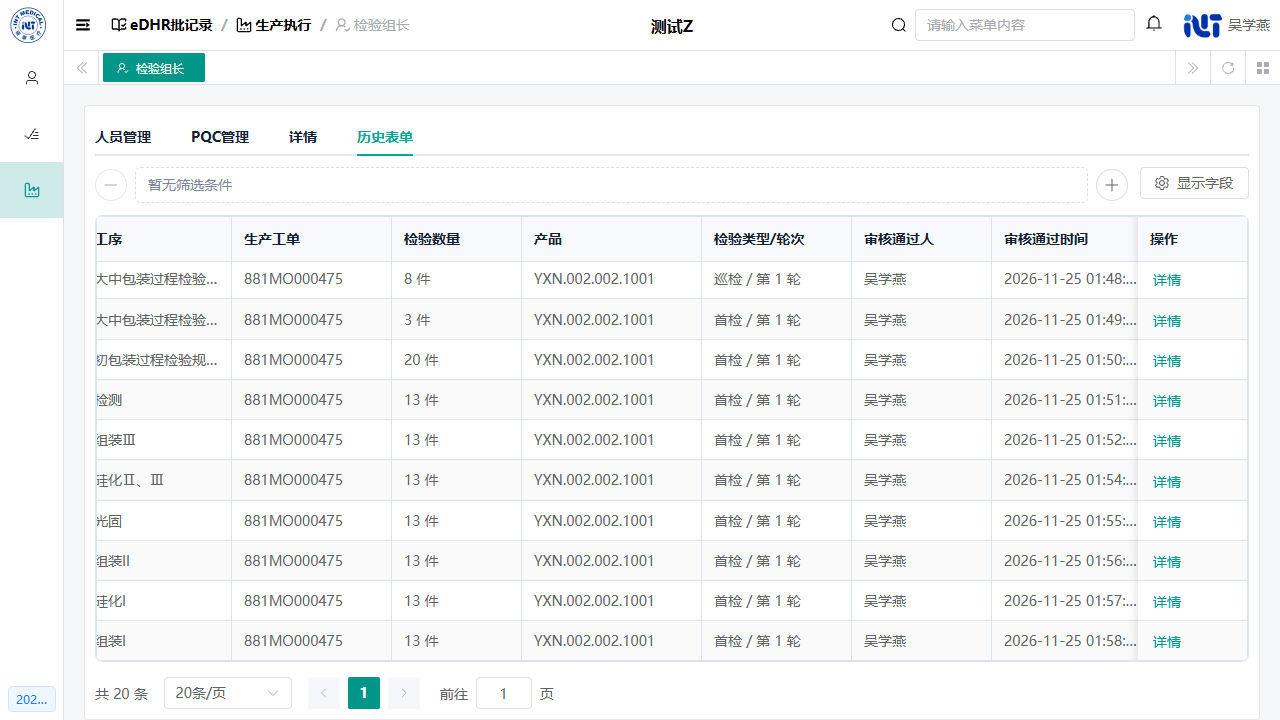 eDHR批记录 / 生产执行 / 检验组长
测试Z
请输入菜单内容
吴学燕
检验组长
人员管理 PQC管理 详情 历史表单
暂无筛选条件
显示字段
工序 生产工单 检验数量 产品 检验类型/轮次 审核通过人 审核通过时间 操作
大中包装过程检验... 881MO000475 8 件 YXN.002.002.1001 巡检 / 第 1 轮 吴学燕 2026-11-25 01:48:... 详情
大中包装过程检验... 881MO000475 3 件 YXN.002.002.1001 首检 / 第 1 轮 吴学燕 2026-11-25 01:49:... 详情
初包装过程检验规... 881MO000475 20 件 YXN.002.002.1001 首检 / 第 1 轮 吴学燕 2026-11-25 01:50:... 详情
检测 881MO000475 13 件 YXN.002.002.1001 首检 / 第 1 轮 吴学燕 2026-11-25 01:51:... 详情
组装Ⅲ 881MO000475 13 件 YXN.002.002.1001 首检 / 第 1 轮 吴学燕 2026-11-25 01:52:... 详情
硅化Ⅱ、Ⅲ 881MO000475 13 件 YXN.002.002.1001 首检 / 第 1 轮 吴学燕 2026-11-25 01:54:... 详情
光固 881MO000475 13 件 YXN.002.002.1001 首检 / 第 1 轮 吴学燕 2026-11-25 01:55:... 详情
组装II 881MO000475 13 件 YXN.002.002.1001 首检 / 第 1 轮 吴学燕 2026-11-25 01:56:... 详情
硅化I 881MO000475 13 件 YXN.002.002.1001 首检 / 第 1 轮 吴学燕 2026-11-25 01:57:... 详情
组装I 881MO000475 13 件 YXN.002.002.1001 首检 / 第 1 轮 吴学燕 2026-11-25 01:58:... 详情
共 20 条 20条/页 1 前往 1 页
202...